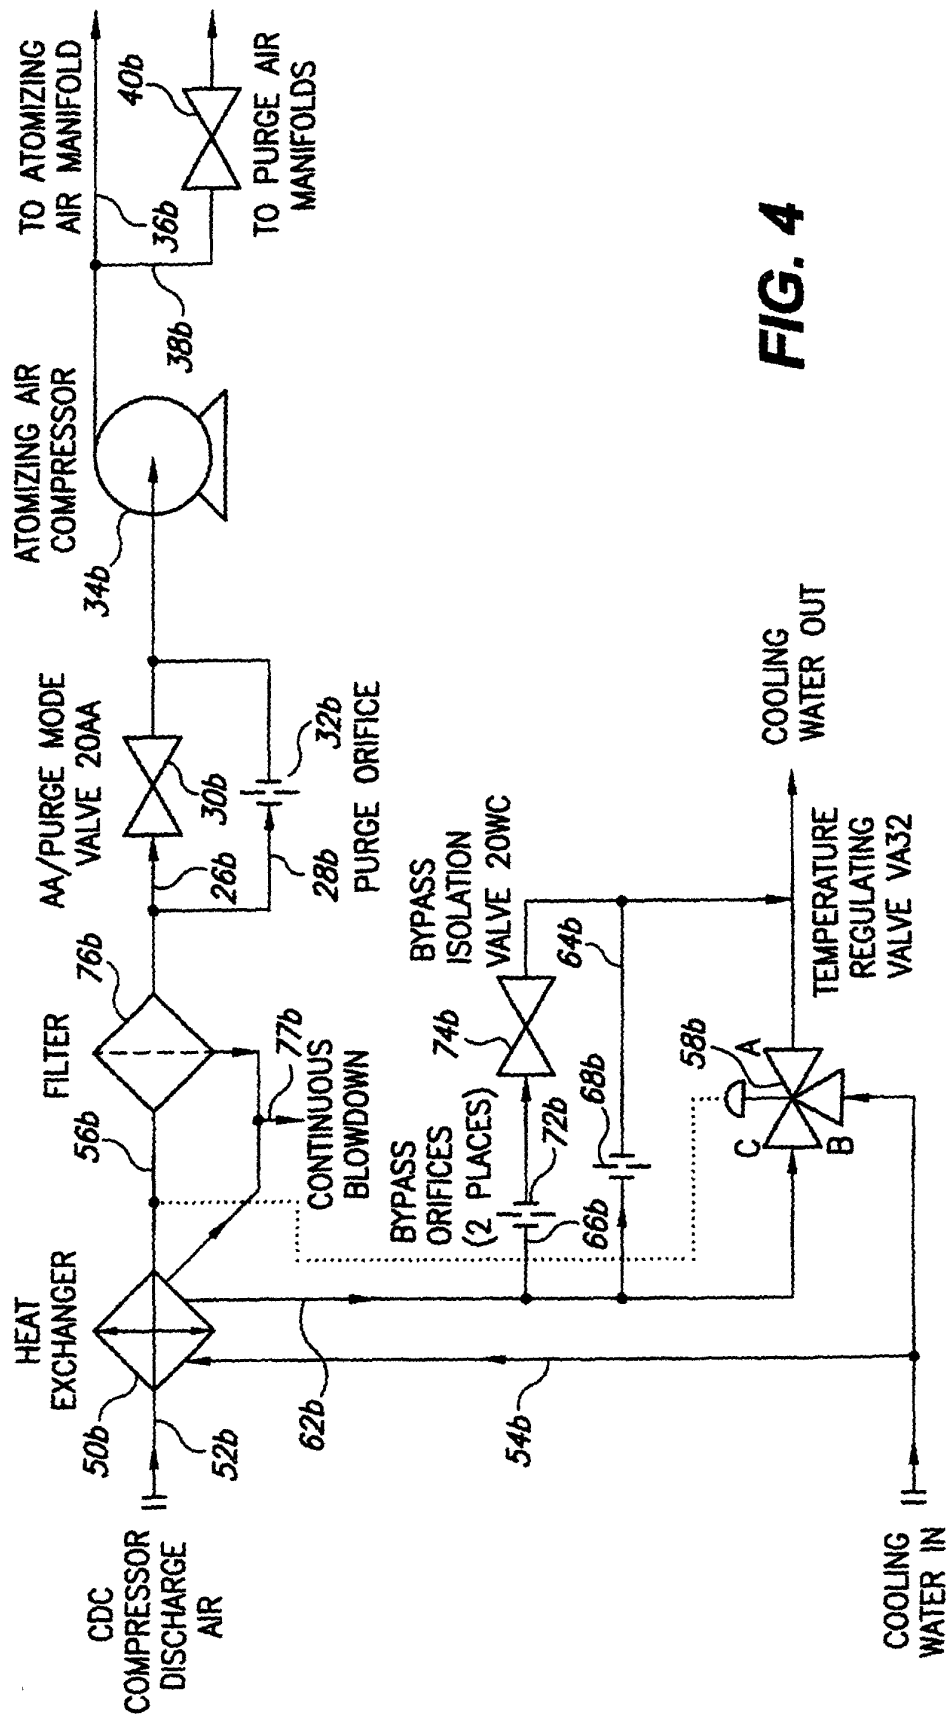 CDC
COMPRESSOR
DISCHARGE
AIR
50b
52b
HEAT
EXCHANGER
56b
FILTER
76b
77b
CONTINUOUS
BLOWDOWN
AA/PURGE MODE
VALVE 20AA
26b
30b
28b
32b
PURGE ORIFICE
34b
ATOMIZING AIR
COMPRESSOR
38b
36b
TO ATOMIZING
AIR MANIFOLD
40b
TO PURGE AIR
MANIFOLDS
62b
54b
BYPASS
ORIFICES
(2 PLACES)
66b
72b
68b
74b
BYPASS
ISOLATION
VALVE 20WC
64b
C
A
B
58b
TEMPERATURE
REGULATING
VALVE VA32
COOLING
WATER OUT
COOLING
WATER IN
FIG. 4